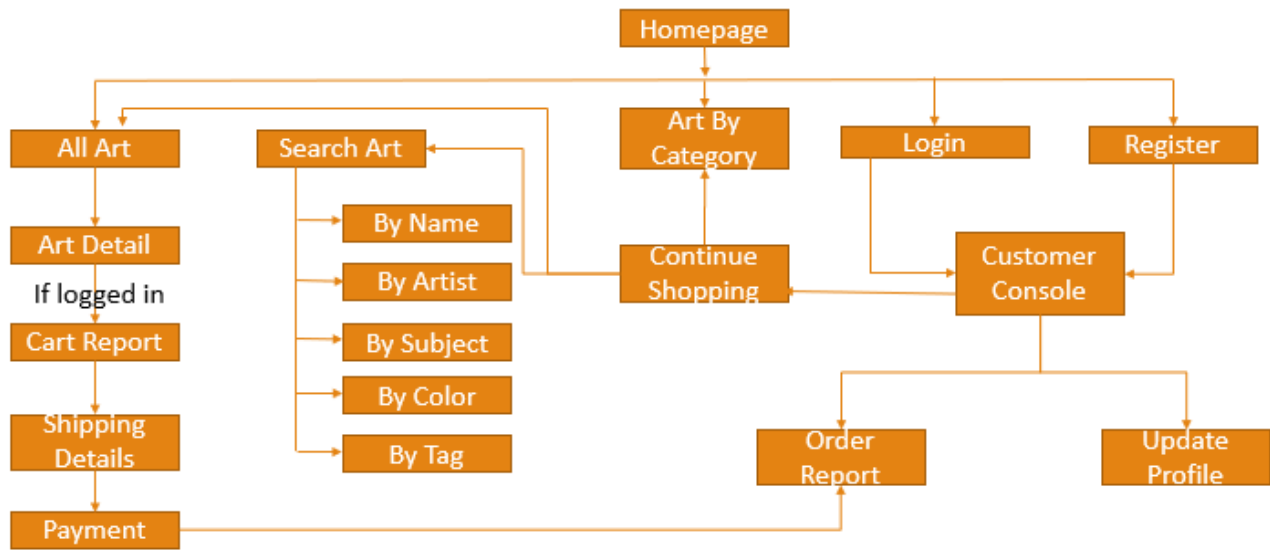 Homepage
All Art
Search Art
Art By
Category
Login
Register
Art Detail
By Name
Continue
Shopping
Customer
Console
If logged in
By Artist
Cart Report
By Subject
By Color
Shipping
Details
By Tag
Order
Report
Update
Profile
Payment